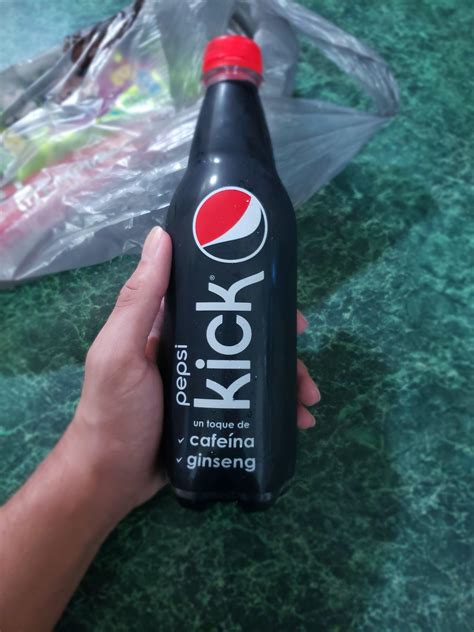 pepsi
kick®
un toque de
✓ cafeína
✓ ginseng